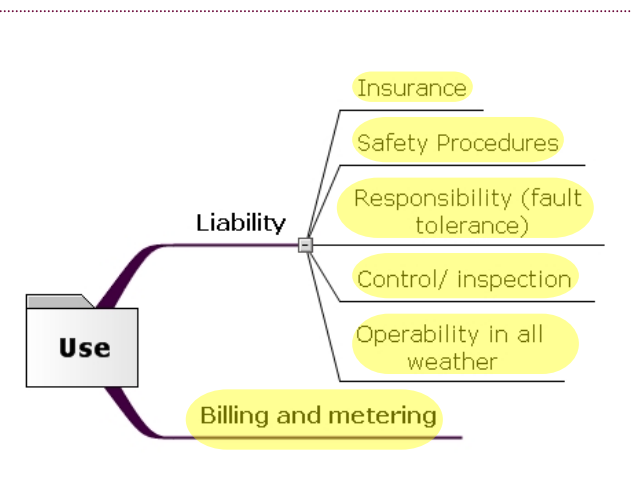 Insurance
Safety Procedures
Responsibility (fault
tolerance)
Liability
Control/ inspection
Operability in all
weather
Use
Billing and metering